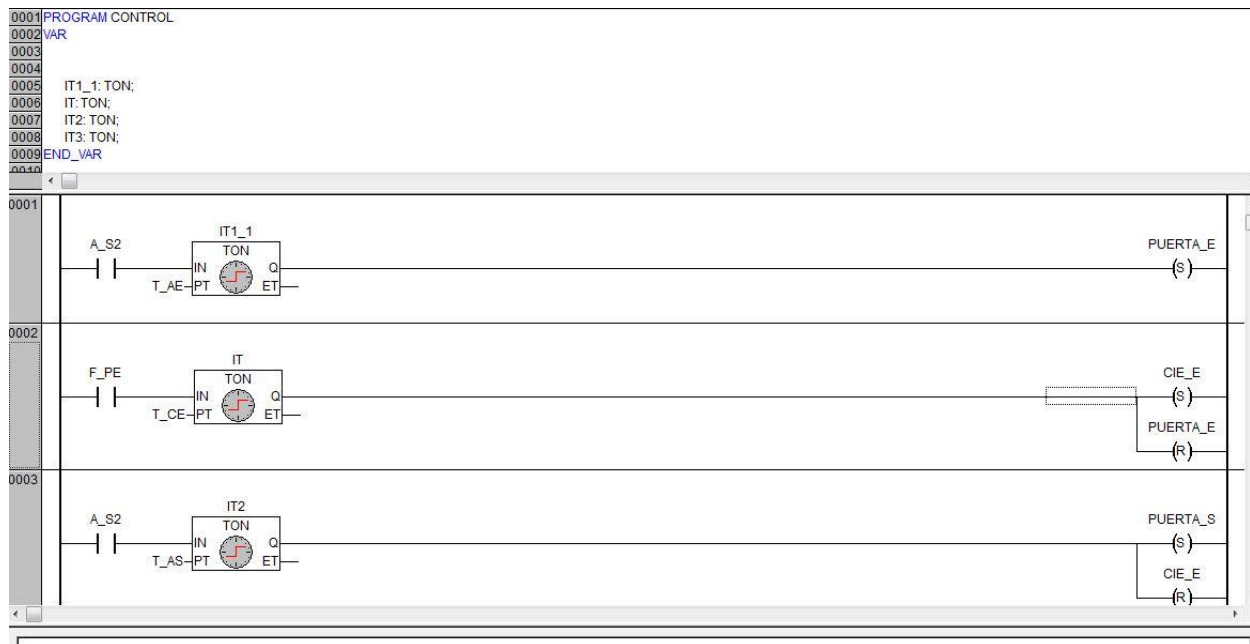 0001 PROGRAM CONTROL
0002 VAR
0003
0004
0005 IT1_1: TON;
0006 IT: TON;
0007 IT2: TON;
0008 IT3: TON;
0009 END_VAR
0010
0001
IT1_1
A_S2 TON PUERTA_E
IN Q (S)
T_AE PT ET
0002
IT
F_PE TON CIE_E
IN Q (S)
T_CE PT ET
PUERTA_E
(R)
0003
IT2
A_S2 TON PUERTA_S
IN Q (S)
T_AS PT ET
CIE_E
(R)